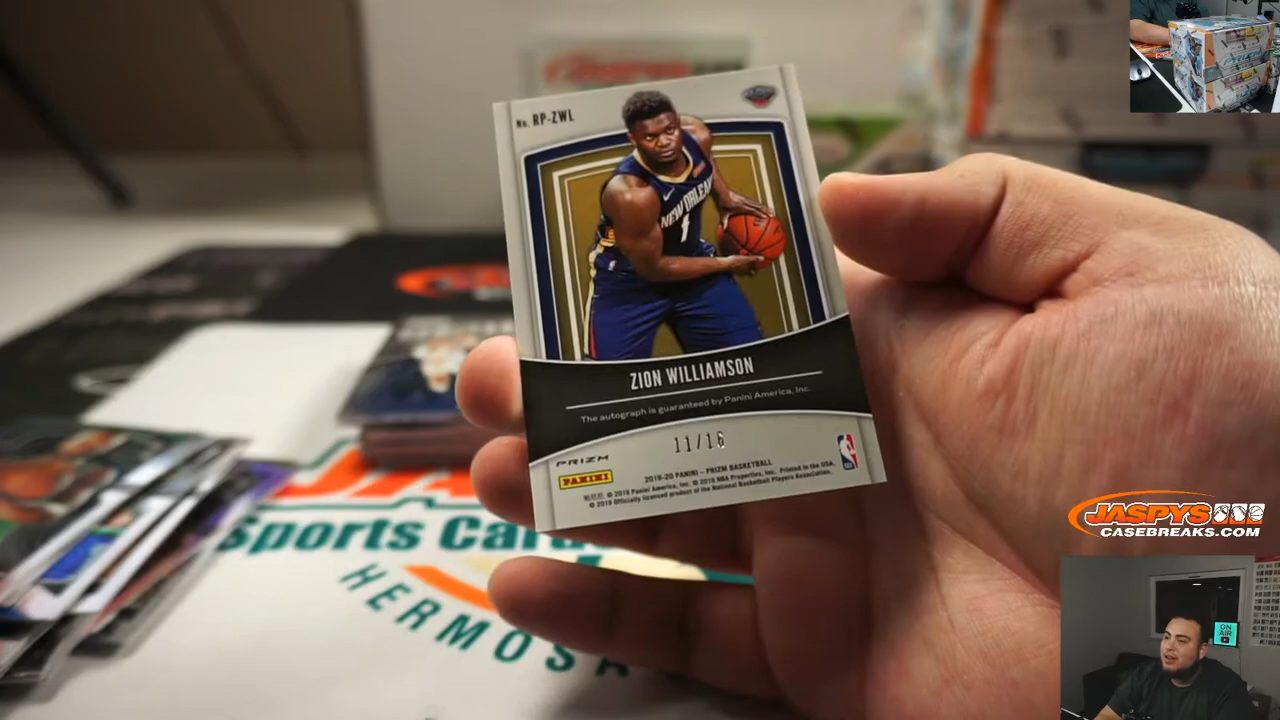 No. RP-ZWL
NEW ORLEANS
1
ZION WILLIAMSON
The autograph is guaranteed by Panini America, Inc.
11/16
PRIZM
PANINI
2019-20 PANINI – PRIZM BASKETBALL
© 2019 Panini America, Inc. © 2019 NBA Properties, Inc. Printed in the USA.
© 2019 Officially licensed product of the National Basketball Players Association.
Sports Car
HERMOSA
JASPYS
CASEBREAKS.COM
ON
AIR